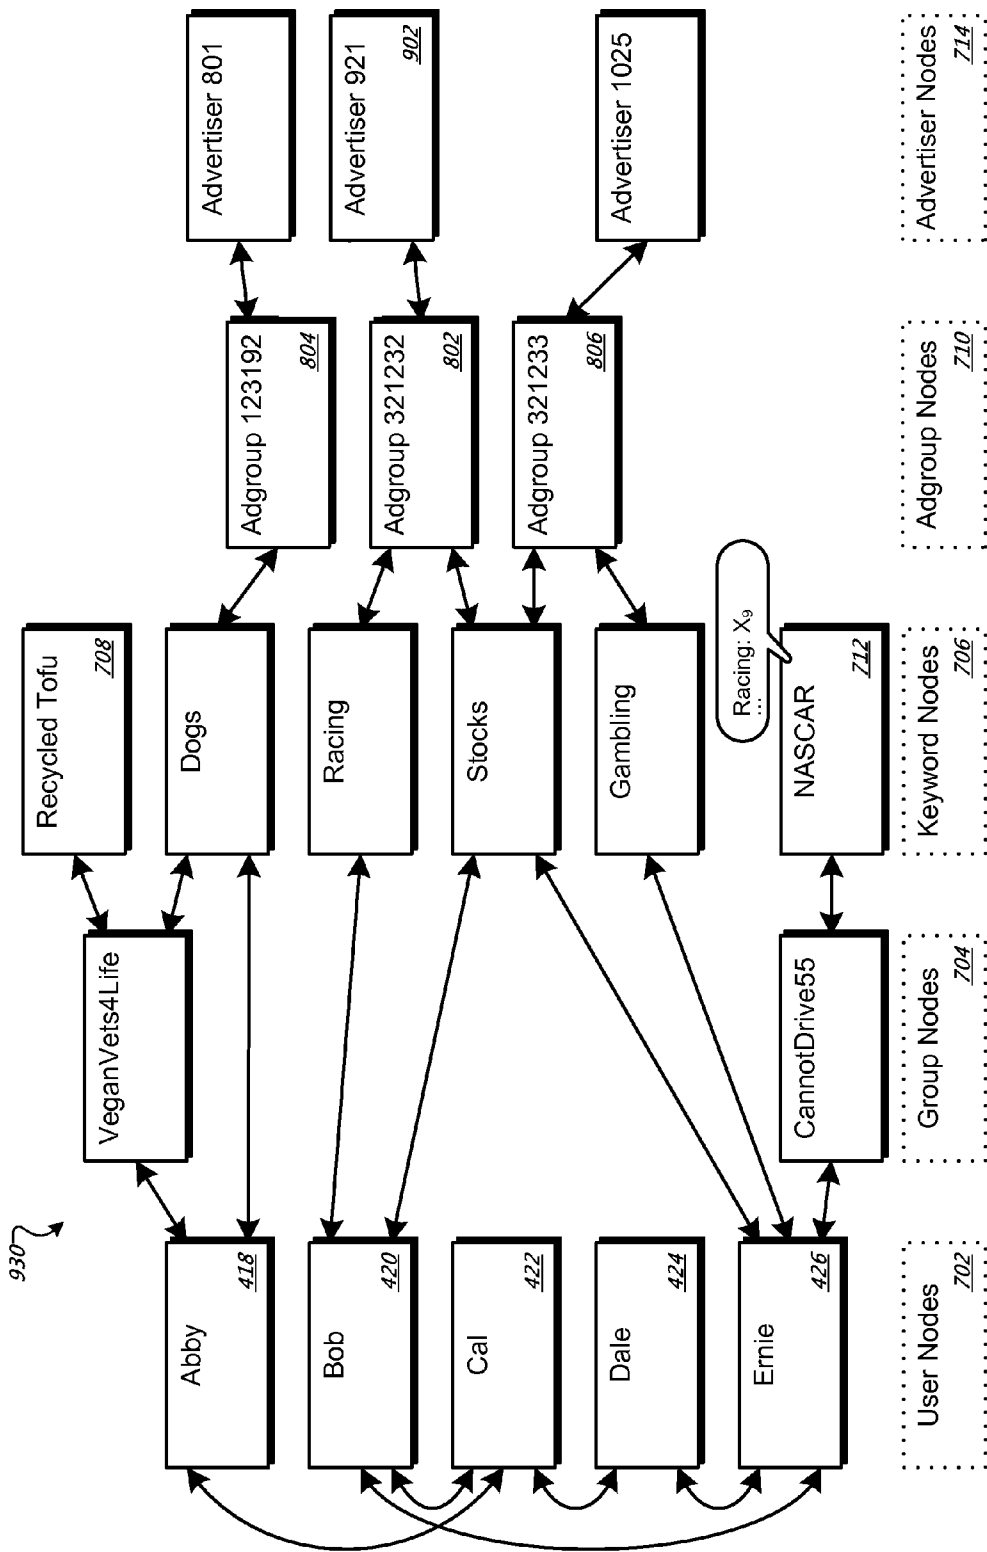 930
Abby
418
Bob
420
Cal
422
Dale
424
Ernie
426
User Nodes
702
VeganVets4Life
CannotDrive55
Group Nodes
704
Recycled Tofu
708
Dogs
Racing
Stocks
Gambling
Racing: X₉
...
NASCAR
712
Keyword Nodes
706
Adgroup 123192
804
Adgroup 321232
802
Adgroup 321233
806
Adgroup Nodes
710
Advertiser 801
Advertiser 921
902
Advertiser 1025
Advertiser Nodes
714